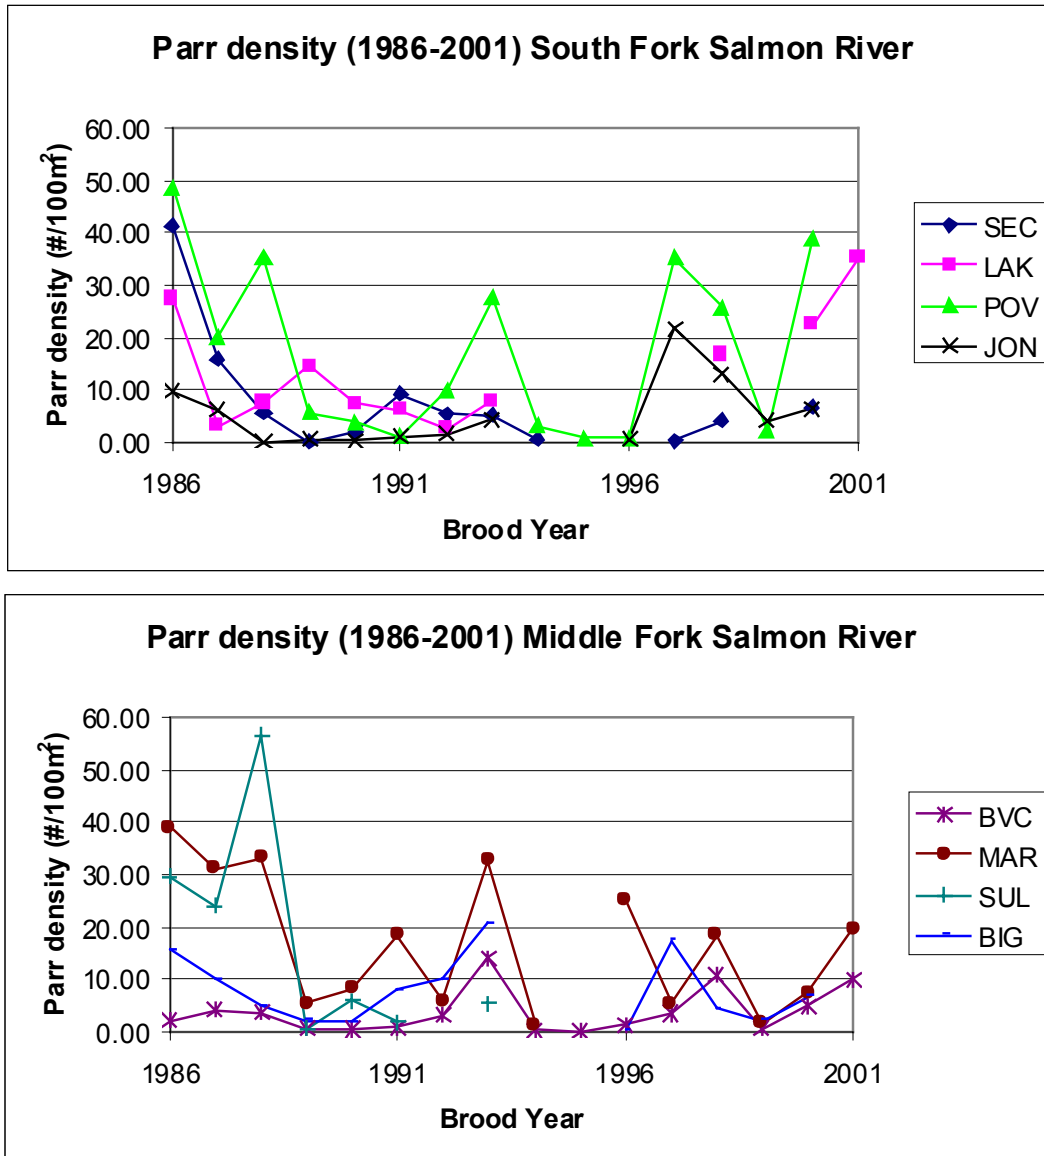 Parr density (1986-2001) South Fork Salmon River
Parr density (#/100m²)
60.00
50.00
40.00
30.00
20.00
10.00
0.00
1986 1991 1996 2001
Brood Year
SEC
LAK
POV
JON
Parr density (1986-2001) Middle Fork Salmon River
Parr density (#/100m²)
60.00
50.00
40.00
30.00
20.00
10.00
0.00
1986 1991 1996 2001
Brood Year
BVC
MAR
SUL
BIG